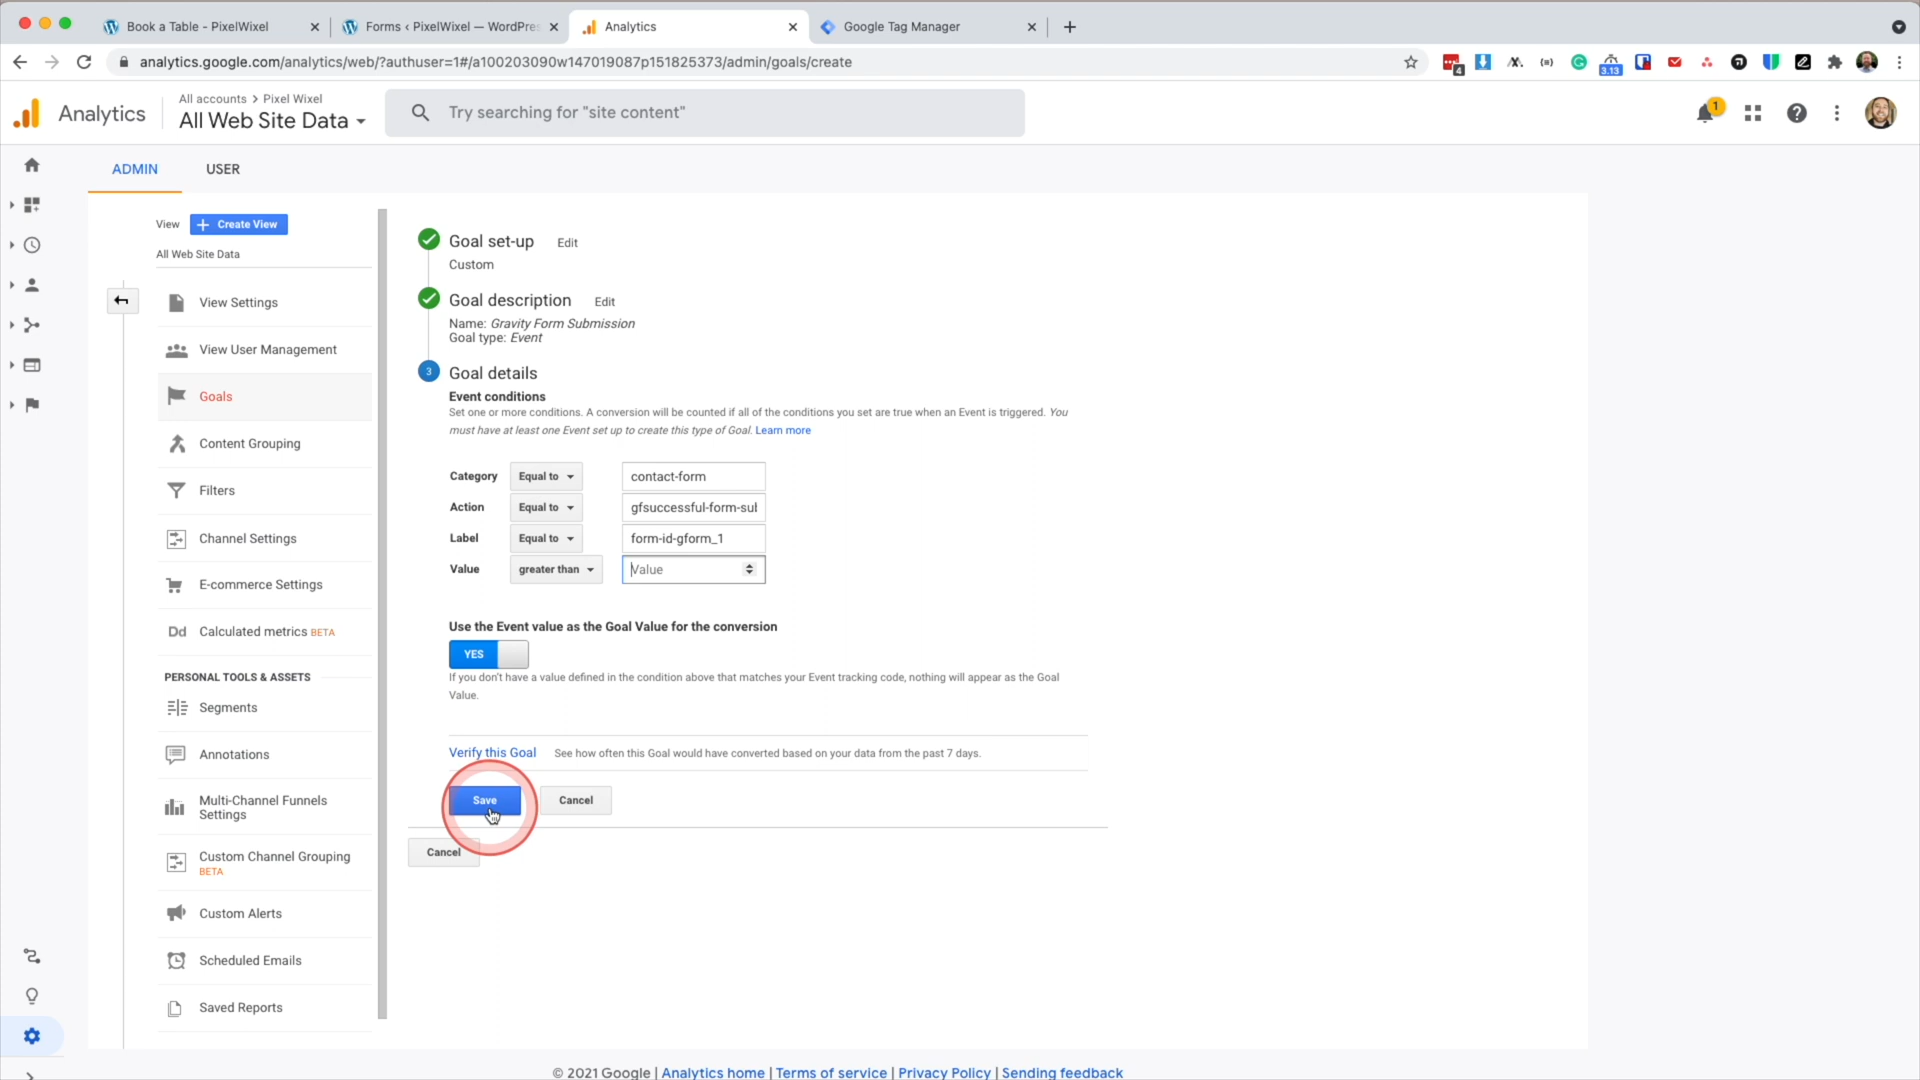 Book a Table - PixelWixel
Forms ‹ PixelWixel — WordPres
Analytics
Google Tag Manager
analytics.google.com/analytics/web/?authuser=1#/a100203090w147019087p151825373/admin/goals/create
4
3.13
Analytics
All accounts > Pixel Wixel
All Web Site Data
Try searching for "site content"
1
ADMIN
USER
View
+ Create View
All Web Site Data
View Settings
View User Management
Goals
Content Grouping
Filters
Channel Settings
E-commerce Settings
Dd Calculated metrics BETA
PERSONAL TOOLS & ASSETS
Segments
Annotations
Multi-Channel Funnels
Settings
Custom Channel Grouping
BETA
Custom Alerts
Scheduled Emails
Saved Reports
Goal set-up Edit
Custom
Goal description Edit
Name: Gravity Form Submission
Goal type: Event
3 Goal details
Event conditions
Set one or more conditions. A conversion will be counted if all of the conditions you set are true when an Event is triggered. You
must have at least one Event set up to create this type of Goal. Learn more
Category Equal to contact-form
Action Equal to gfsuccessful-form-sub
Label Equal to form-id-gform_1
Value greater than Value
Use the Event value as the Goal Value for the conversion
YES
If you don't have a value defined in the condition above that matches your Event tracking code, nothing will appear as the Goal
Value.
Verify this Goal See how often this Goal would have converted based on your data from the past 7 days.
Save Cancel
Cancel
© 2021 Google | Analytics home | Terms of service | Privacy Policy | Sending feedback